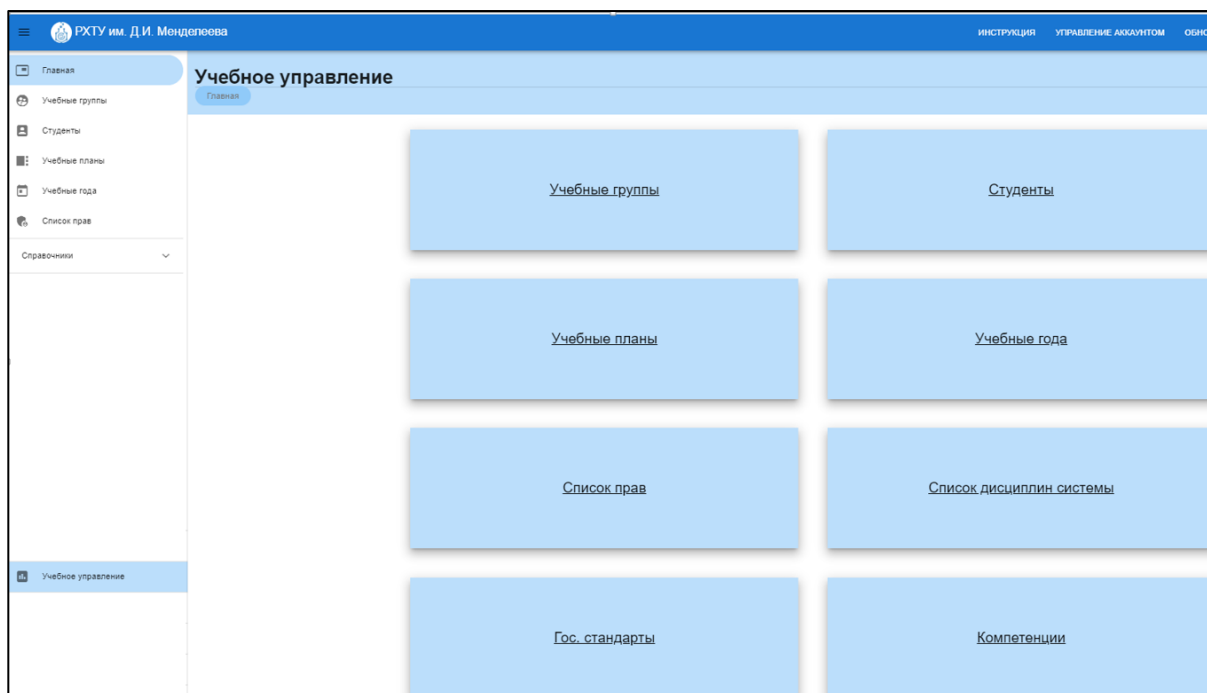 РХТУ им. Д.И. Менделеева
ИНСТРУКЦИЯ
УПРАВЛЕНИЕ АККАУНТОМ
ОБНО
Главная
Учебные группы
Студенты
Учебные планы
Учебные года
Список прав
Справочники
Учебное управление
Учебное управление
Главная
Учебные группы
Студенты
Учебные планы
Учебные года
Список прав
Список дисциплин системы
Гос. стандарты
Компетенции